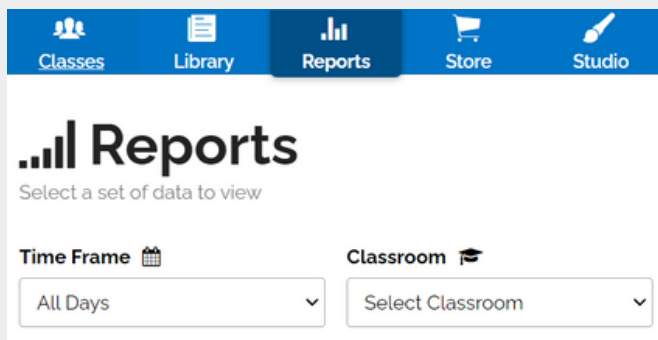 Classes Library Reports Store Studio
Reports
Select a set of data to view
Time Frame Classroom
All Days Select Classroom